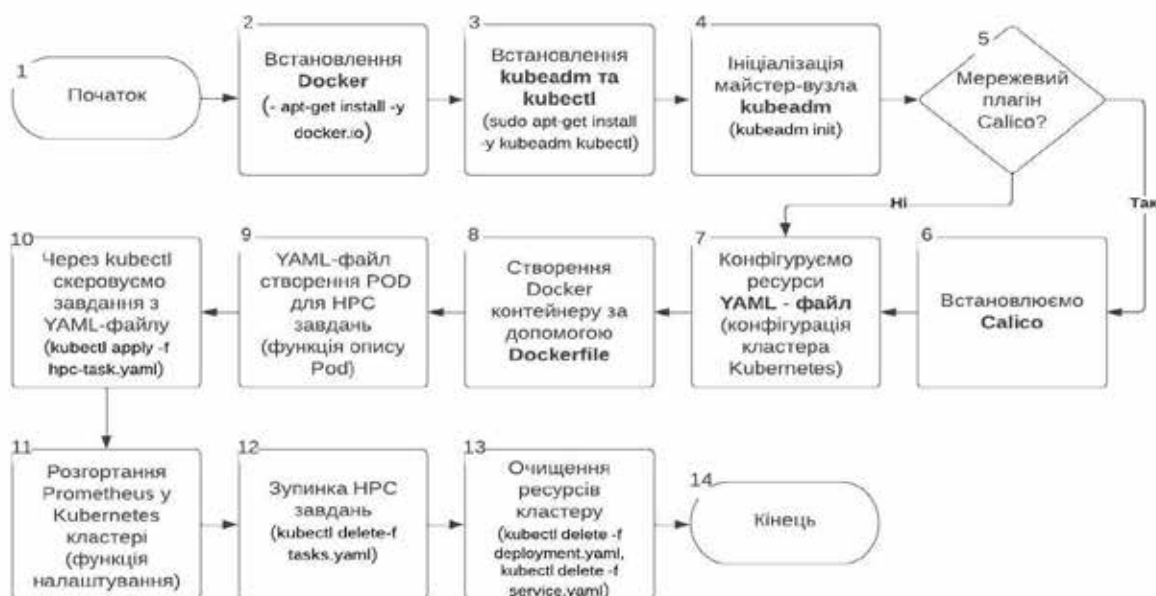 1
Початок
2
Встановлення
Docker
(- apt-get install -y
docker.io)
3
Встановлення
kubeadm та
kubectl
(sudo apt-get install
-y kubeadm kubectl)
4
Ініціалізація
майстер-вузла
kubeadm
(kubeadm init)
5
Мережевий
плагін
Calico?
Ні
Так
6
Встановлюємо
Calico
7
Конфігуруємо
ресурси
YAML - файл
(конфігурація
кластера
Kubernetes)
8
Створення
Docker
контейнеру за
допомогою
Dockerfile
9
YAML-файл
створення POD
для HPC
завдань
(функція опису
Pod)
10
Через kubectl
скеровуємо
завдання з
YAML-файлу
(kubectl apply -f
hpc-task.yaml)
11
Розгортання
Prometheus у
Kubernetes
кластері
(функція
налаштування)
12
Зупинка HPC
завдань
(kubectl delete-f
tasks.yaml)
13
Очищення
ресурсів
кластеру
(kubectl delete -f
deployment.yaml,
kubectl delete -f
service.yaml)
14
Кінець